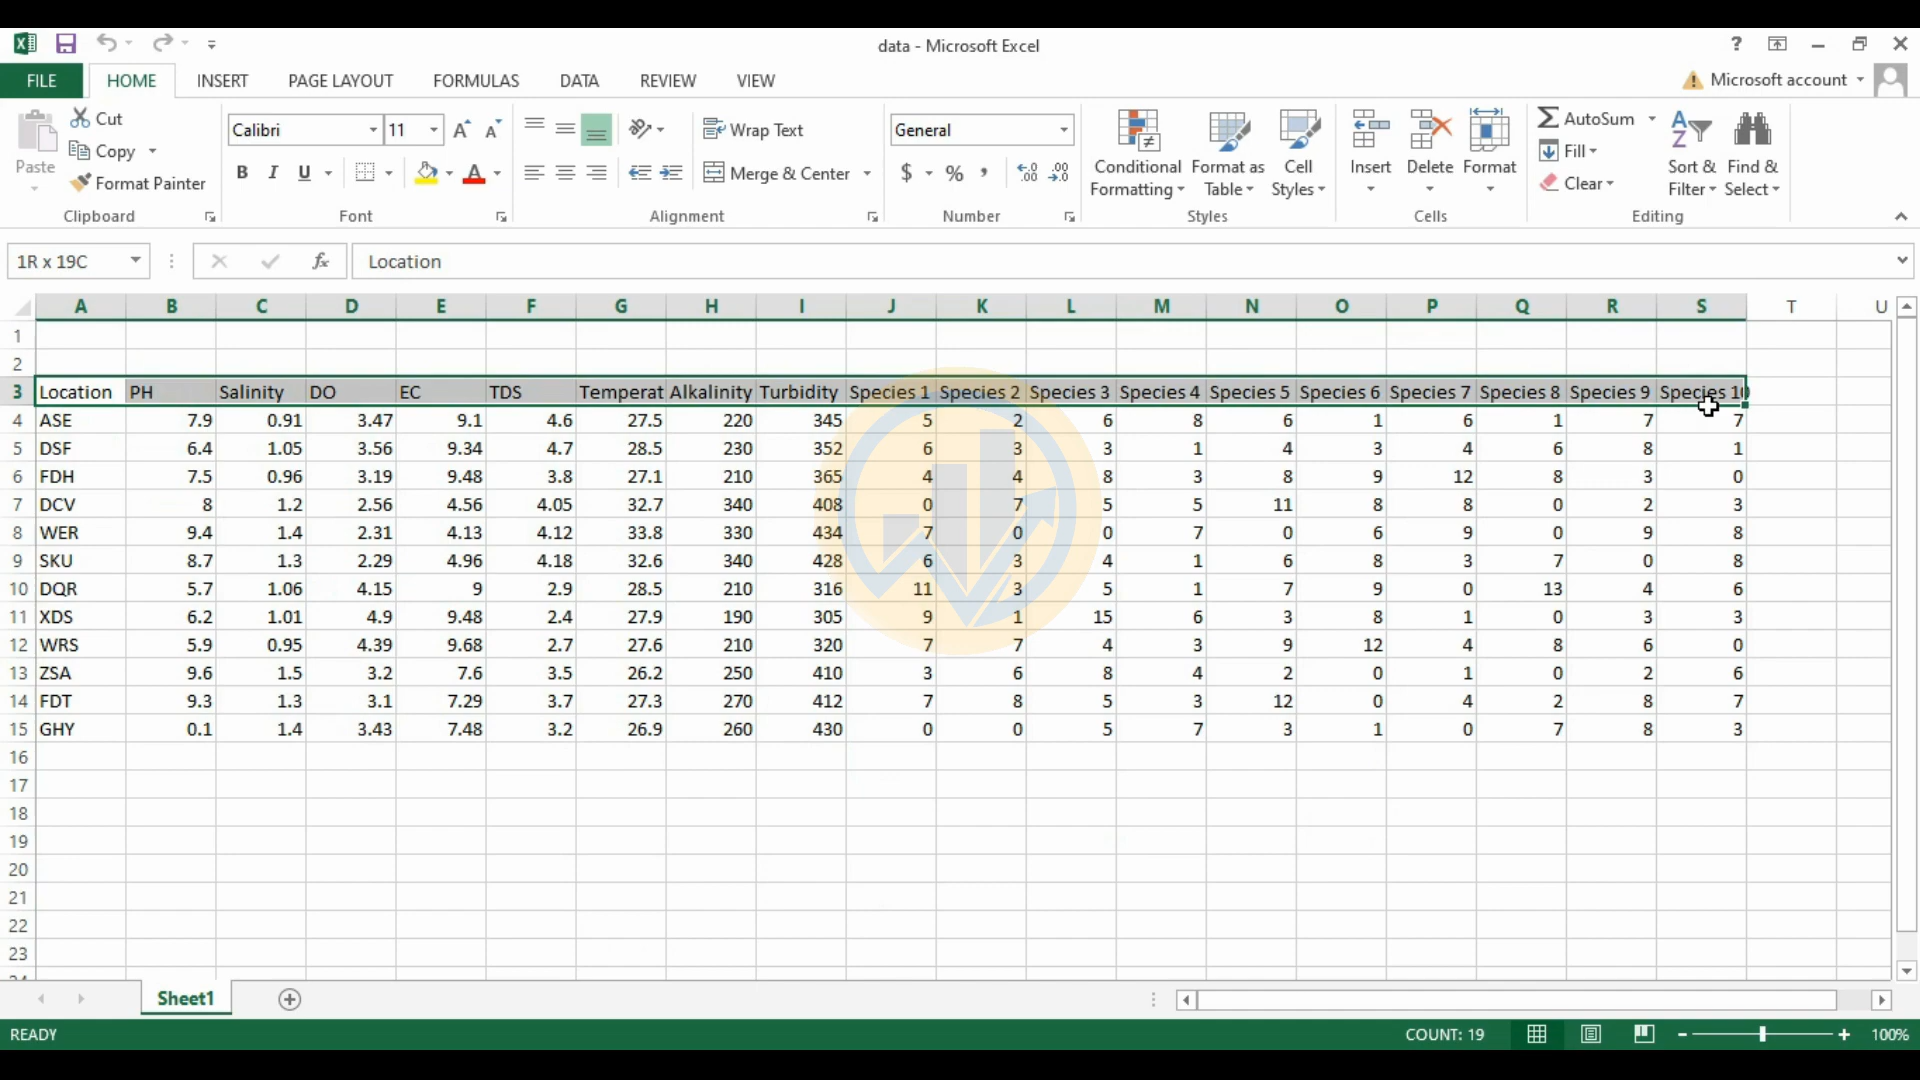 data - Microsoft Excel
?
FILE HOME INSERT PAGE LAYOUT FORMULAS DATA REVIEW VIEW Microsoft account
Paste Cut Copy Format Painter
Calibri 11 A A
B I U A
Wrap Text
Merge & Center
General
$ % ,
Conditional Formatting Format as Table Cell Styles
Insert Delete Format
AutoSum Fill Clear
Sort & Filter Find & Select
Clipboard Font Alignment Number Styles Cells Editing
1R x 19C fx Location
A B C D E F G H I J K L M N O P Q R S T U
1
2
3 Location PH Salinity DO EC TDS Temperat Alkalinity Turbidity Species 1 Species 2 Species 3 Species 4 Species 5 Species 6 Species 7 Species 8 Species 9 Species 10
4 ASE 7.9 0.91 3.47 9.1 4.6 27.5 220 345 5 2 6 8 6 1 6 1 7 7
5 DSF 6.4 1.05 3.56 9.34 4.7 28.5 230 352 6 3 3 1 4 3 4 6 8 1
6 FDH 7.5 0.96 3.19 9.48 3.8 27.1 210 365 4 4 8 3 8 9 12 8 3 0
7 DCV 8 1.2 2.56 4.56 4.05 32.7 340 408 0 7 5 5 11 8 8 0 2 3
8 WER 9.4 1.4 2.31 4.13 4.12 33.8 330 434 7 0 0 7 0 6 9 0 9 8
9 SKU 8.7 1.3 2.29 4.96 4.18 32.6 340 428 6 3 4 1 6 8 3 7 0 8
10 DQR 5.7 1.06 4.15 9 2.9 28.5 210 316 11 3 5 1 7 9 0 13 4 6
11 XDS 6.2 1.01 4.9 9.48 2.4 27.9 190 305 9 1 15 6 3 8 1 0 3 3
12 WRS 5.9 0.95 4.39 9.68 2.7 27.6 210 320 7 7 4 3 9 12 4 8 6 0
13 ZSA 9.6 1.5 3.2 7.6 3.5 26.2 250 410 3 6 8 4 2 0 1 0 2 6
14 FDT 9.3 1.3 3.1 7.29 3.7 27.3 270 412 7 8 5 3 12 0 4 2 8 7
15 GHY 0.1 1.4 3.43 7.48 3.2 26.9 260 430 0 0 5 7 3 1 0 7 8 3
16
17
18
19
20
21
22
23
Sheet1
READY COUNT: 19 100%